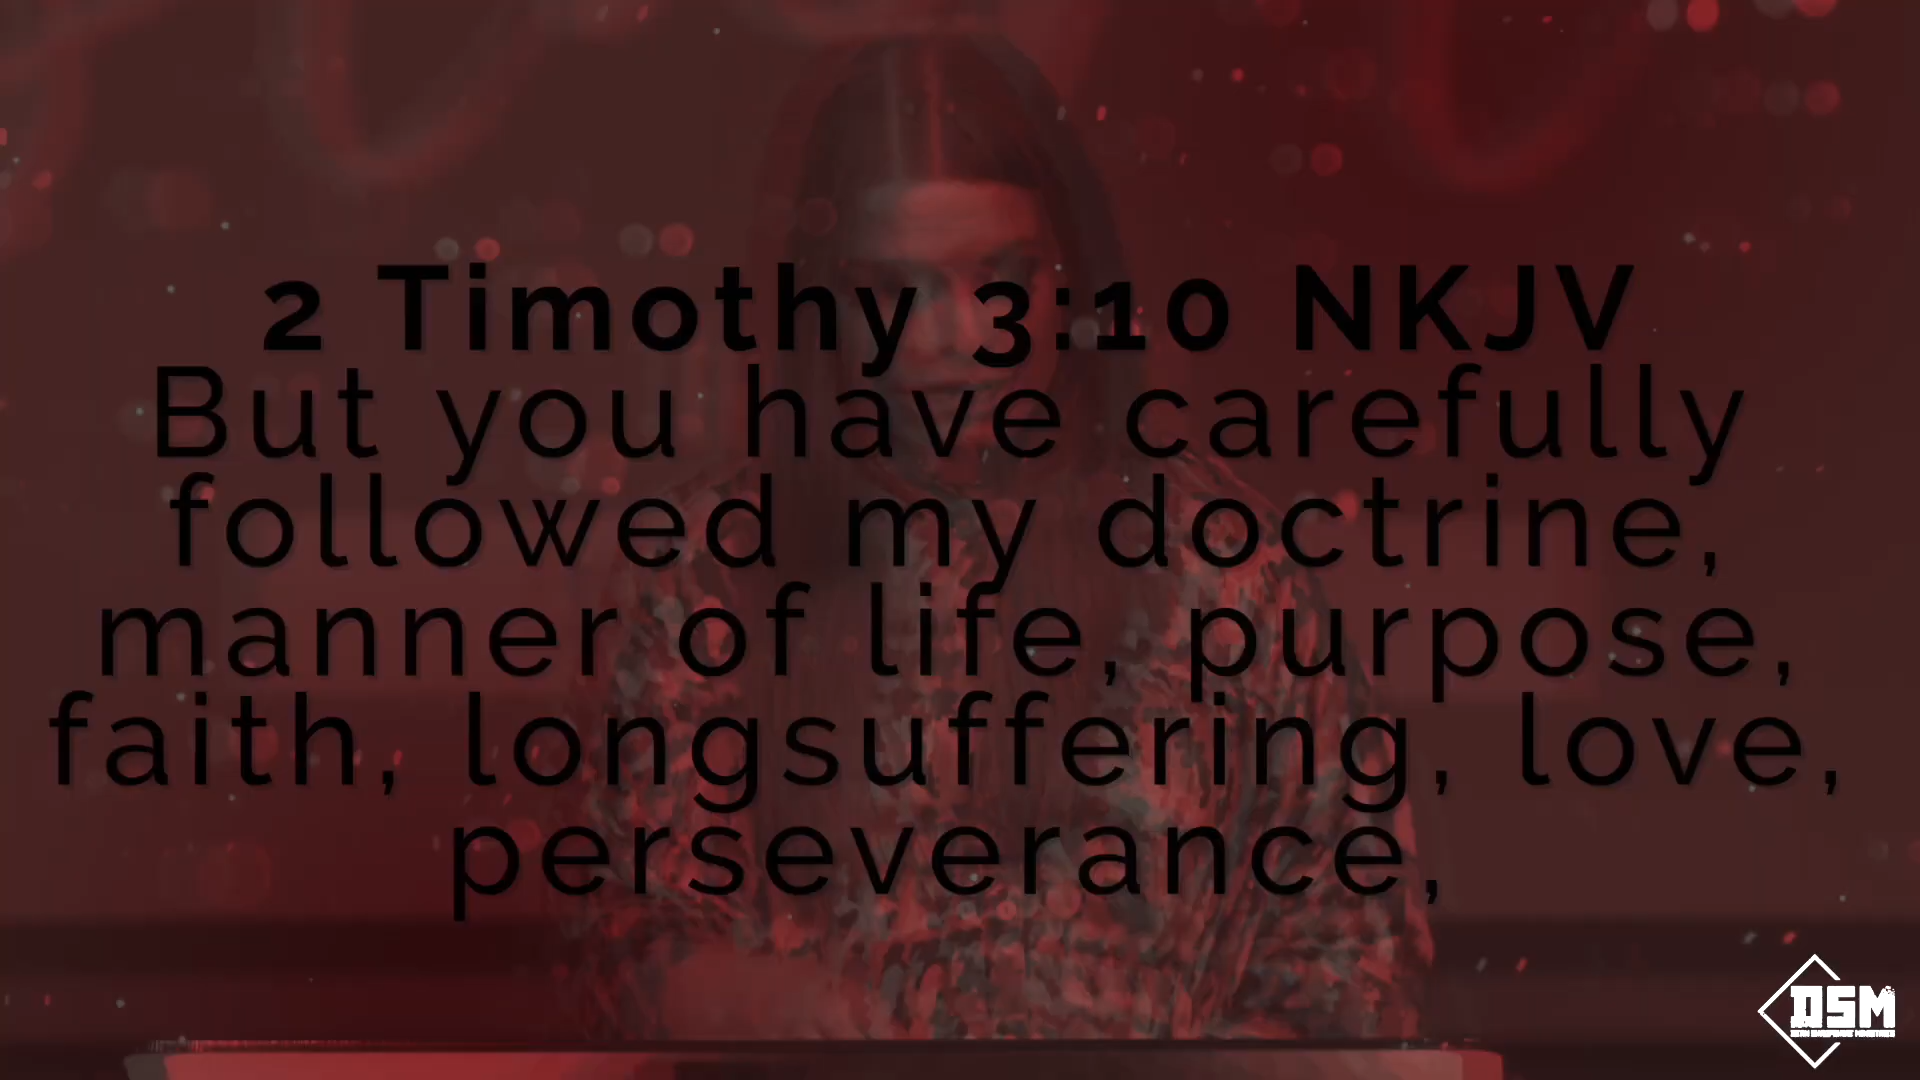 2 Timothy 3:10 NKJV
But you have carefully
followed my doctrine,
manner of life, purpose,
faith, longsuffering, love,
perseverance,
DSM